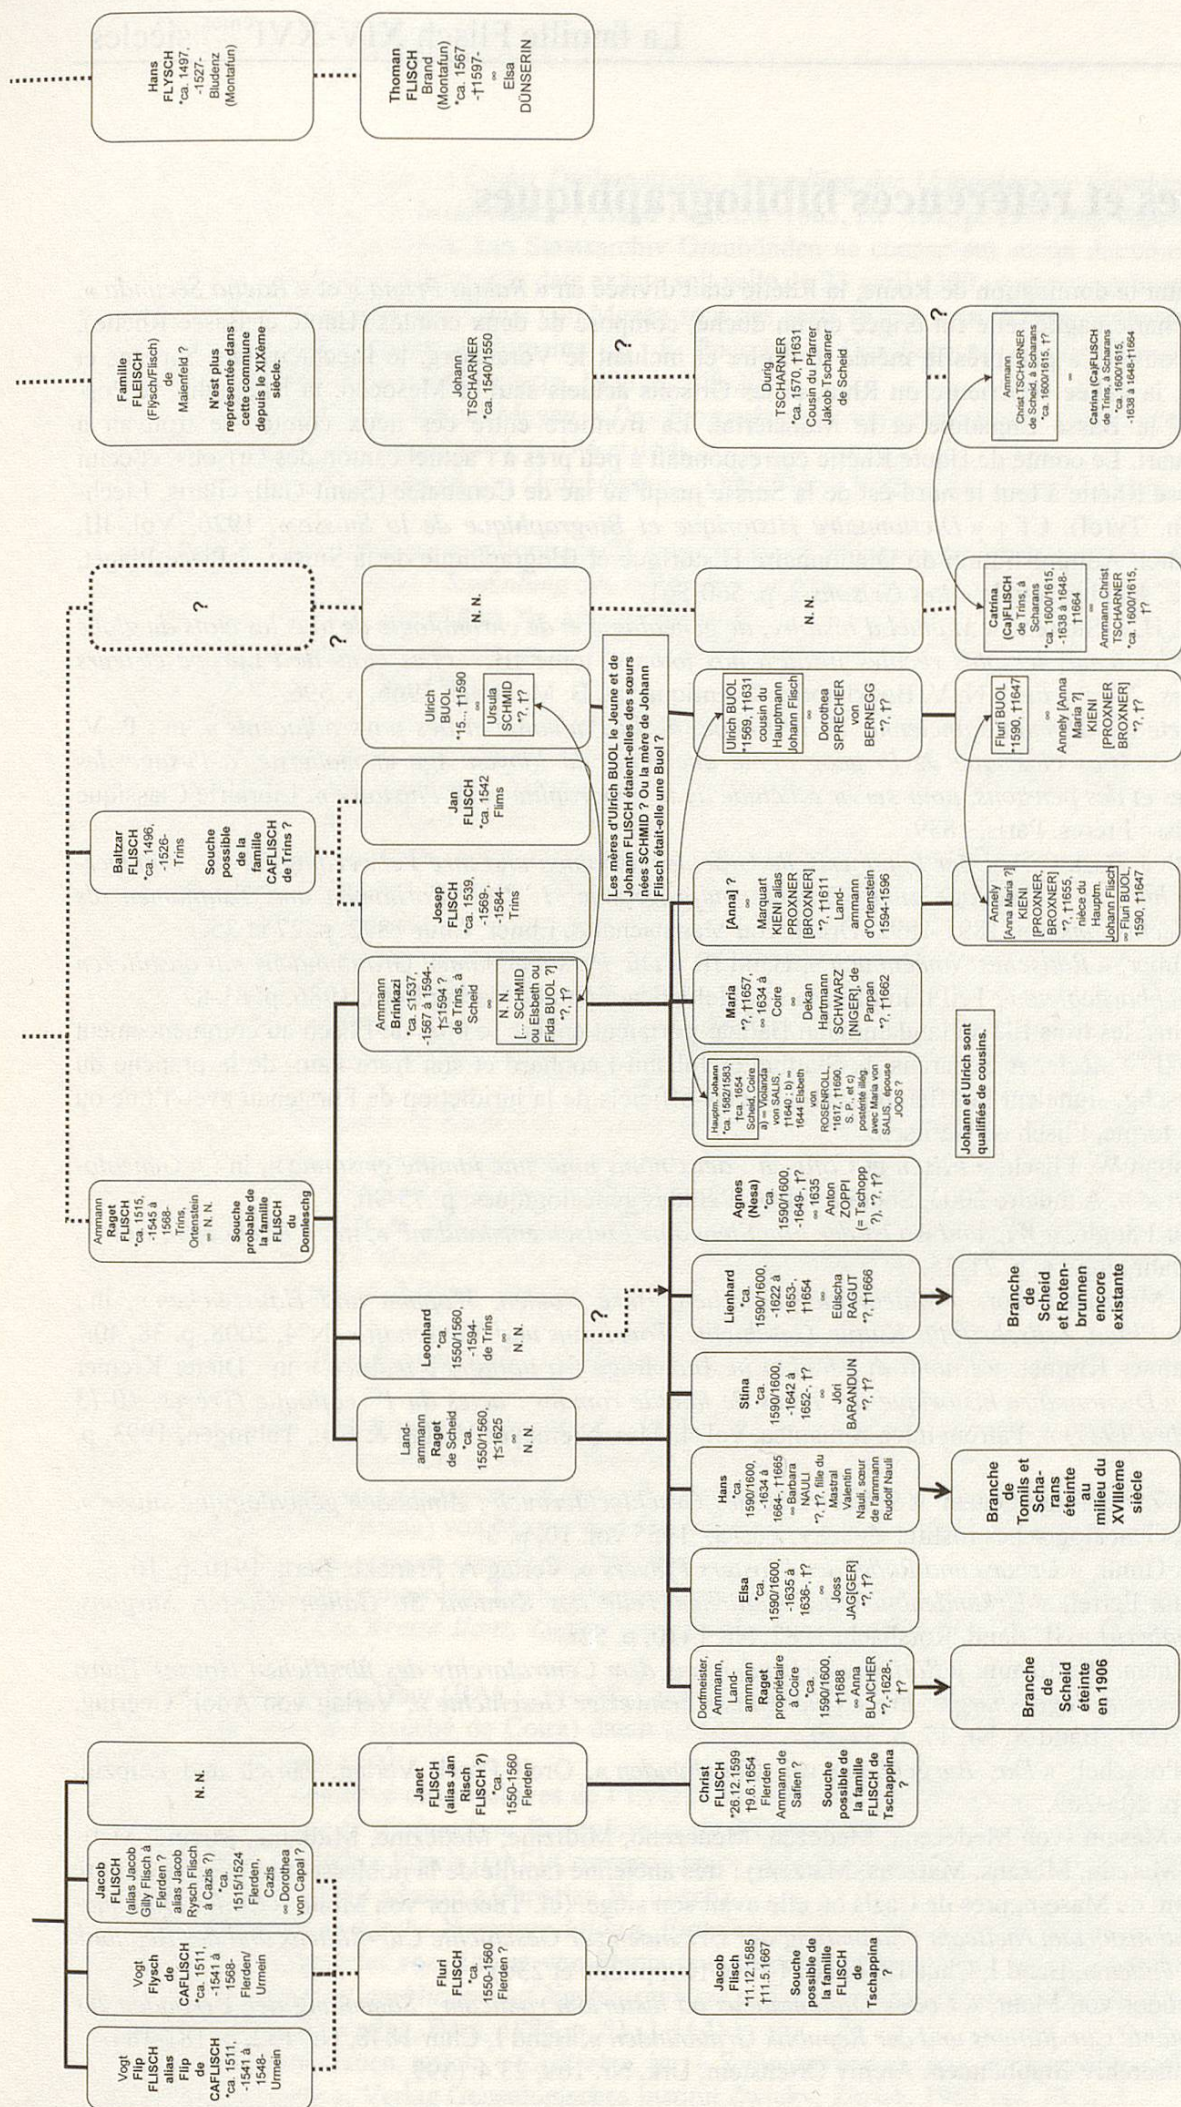 Vogt
Flip
FLISCH
alias
Flip
de
CAFLISCH
*ca. 1511,
-1541 à
1548-
Urmein
Vogt
Flysch
de
CAFLISCH
*ca. 1511,
-1541 à
1568-
Flerden/
Urmein
Jacob
FLISCH
(alias Jacob
Gilly Flisch à
Flerden ?
alias Jacob
Rysch Flisch
à Cazis ?)
*ca.
1515/1524
Flerden,
Cazis
∞ Dorothea
von Capal ?
N. N.
Ammann
Raget
FLISCH
*ca. 1515,
-1545 à
1568-
Trins,
Ortenstein
∞ N. N.
Souche
probable de
la famille
FLISCH
du
Domleschg
Baltzar
FLISCH
*ca. 1496,
-1526-
Trins
Souche
possible
de la
famille
CAFLISCH
de Trins ?
?
Famille
FLEISCH
(Flÿsch/Flisch)
de
Maienfeld ?
N'est plus
représentée dans
cette commune
depuis le XIXème
siècle.
Hans
FLYSCH
*ca. 1497,
-1527-
Bludenz
(Montafun)
Fluri
FLISCH
*ca.
1550-1560
Flerden ?
Janet
FLISCH
(alias Jan
Risch
FLISCH ?)
*ca.
1550-1560
Flerden
Land-
ammann
Raget
de Scheid
*ca.
1550/1560,
†≤1625
∞
N. N.
Leonhard
*ca.
1550/1560,
-1594-
de Trins
∞
N. N.
?
Ammann
Brinkazi
*ca. ≤1537,
-1567 à 1594-,
†≤1594 ?
de Trins, à
Scheid
∞
N. N.
[... SCHMID
ou Elsbeth ou
Fida BUOL ?]
*?, †?
Josep
FLISCH
*ca. 1539,
-1569-,
-1584-
Trins
Jan
FLISCH
*ca. 1542
Flims
Ulrich
BUOL
*15.., †1590
∞
Ursula
SCHMID
*?, †?
?
N. N.
Johann
TSCHARNER
*ca. 1540/1550
Thoman
FLISCH
Brand
(Montafun)
*ca. 1567
-†1597-
∞
Elsa
DÜNSERIN
Les mères d'Ulrich BUOL le Jeune et de
Johann FLISCH étaient-elles des sœurs
nées SCHMID ? Ou la mère de Johann
Flisch était-elle une Buol ?
?
Jacob
Flisch
*11.12.1585
†11.5.1667
Souche
possible de
la famille
FLISCH
de
Tschappina
?
Christ
FLISCH
*26.12.1599
†9.6.1654
Flerden
Ammann de
Safien ?
Souche
possible de
la famille
FLISCH de
Tschappina
?
Dorfmeister,
Ammann,
Land-
ammann
Raget
propriétaire
à Coire
*ca.
1590/1600,
†1688
∞ Anna
BLAICHER
*?,-1628-,
†?
Elsa
*ca.
1590/1600,
-1635 à
1636-, †?
∞
Joss
JAG[GER]
*?, †?
Hans
*ca.
1590/1600,
-1634 à
1664-, †1665
∞ Barbara
NAULI
*?, †?, fille du
Mastral
Valentin
Nauli, sœur
de l'ammann
Rudolf Nauli
Stina
*ca.
1590/1600,
-1642 à
1652-, †?
∞
Jöri
BARANDUN
*?, †?
Lienhard
*ca.
1590/1600,
-1622 à
1653-,
†1654
∞
Eülscha
RAGUT
*?, †1666
Agnes
(Nesa)
*ca.
1590/1600,
-1649-, †?
∞ 1635
Anton
ZOPPI
(= Tschopp
?), *?, †?
Hauptm. Johann
*ca. 1582/1583,
†ca. 1654
Scheid, Coire
a) ∞ Violanda
von SALIS,
†1640; b) ∞
1644 Elsbeth
von
ROSENROLL,
*1617, †1690,
S. P., et c)
postérité illég.
avec Maria von
SALIS, épouse
JOOS ?
Maria
*?, †1657,
∞ 1634 à
Coire
Dekan
Hartmann
SCHWARZ
[NIGER], de
Parpan
*?, †1662
[Anna] ?
∞
Marquart
KIENI alias
PROXNER
[BROXNER]
*?, †1611
Land-
ammann
d'Ortenstein
1594-1596
Ulrich BUOL
*1569, †1631
cousin du
Hauptmann
Johann Flisch
∞
Dorothea
SPRECHER
von
BERNEGG
*?, †?
N. N.
Durig
TSCHARNER
ca. 1570, †1631
Cousin du Pfarrer
Jakob Tscharner
de Scheid
?
Branche
de
Scheid
éteinte
en 1906
Branche
de
Tomils et
Scha-
rans
éteinte
au
milieu du
XVIIIème
siècle
Branche
de
Scheid
et Roten-
brunnen
encore
existante
Johann et Ulrich sont
qualifiés de cousins.
Annely
[Anna Maria ?]
KIENI
[PROXNER,
BROXNER]
*?, †1655,
nièce du
Hauptm.
Johann Flisch
∞ Fluri BUOL,
1590, †1647
Fluri BUOL
*1590, †1647
∞
Annely [Anna
Maria ?]
KIENI
[PROXNER
BROXNER]
*?, †?
Catrina
(Ca)FLISCH
de Trins, à
Scharans
*ca. 1600/1615,
-1638 à 1648-
†1664
∞
Ammann Christ
TSCHARNER
*ca. 1600/1615,
†?
Ammann
Christ TSCHARNER
de Scheid, à Scharans
*ca. 1600/1615, †?
∞
Catrina (Ca)FLISCH
de Trins, à Scharans
*ca. 1600/1615,
-1638 à 1648-†1664